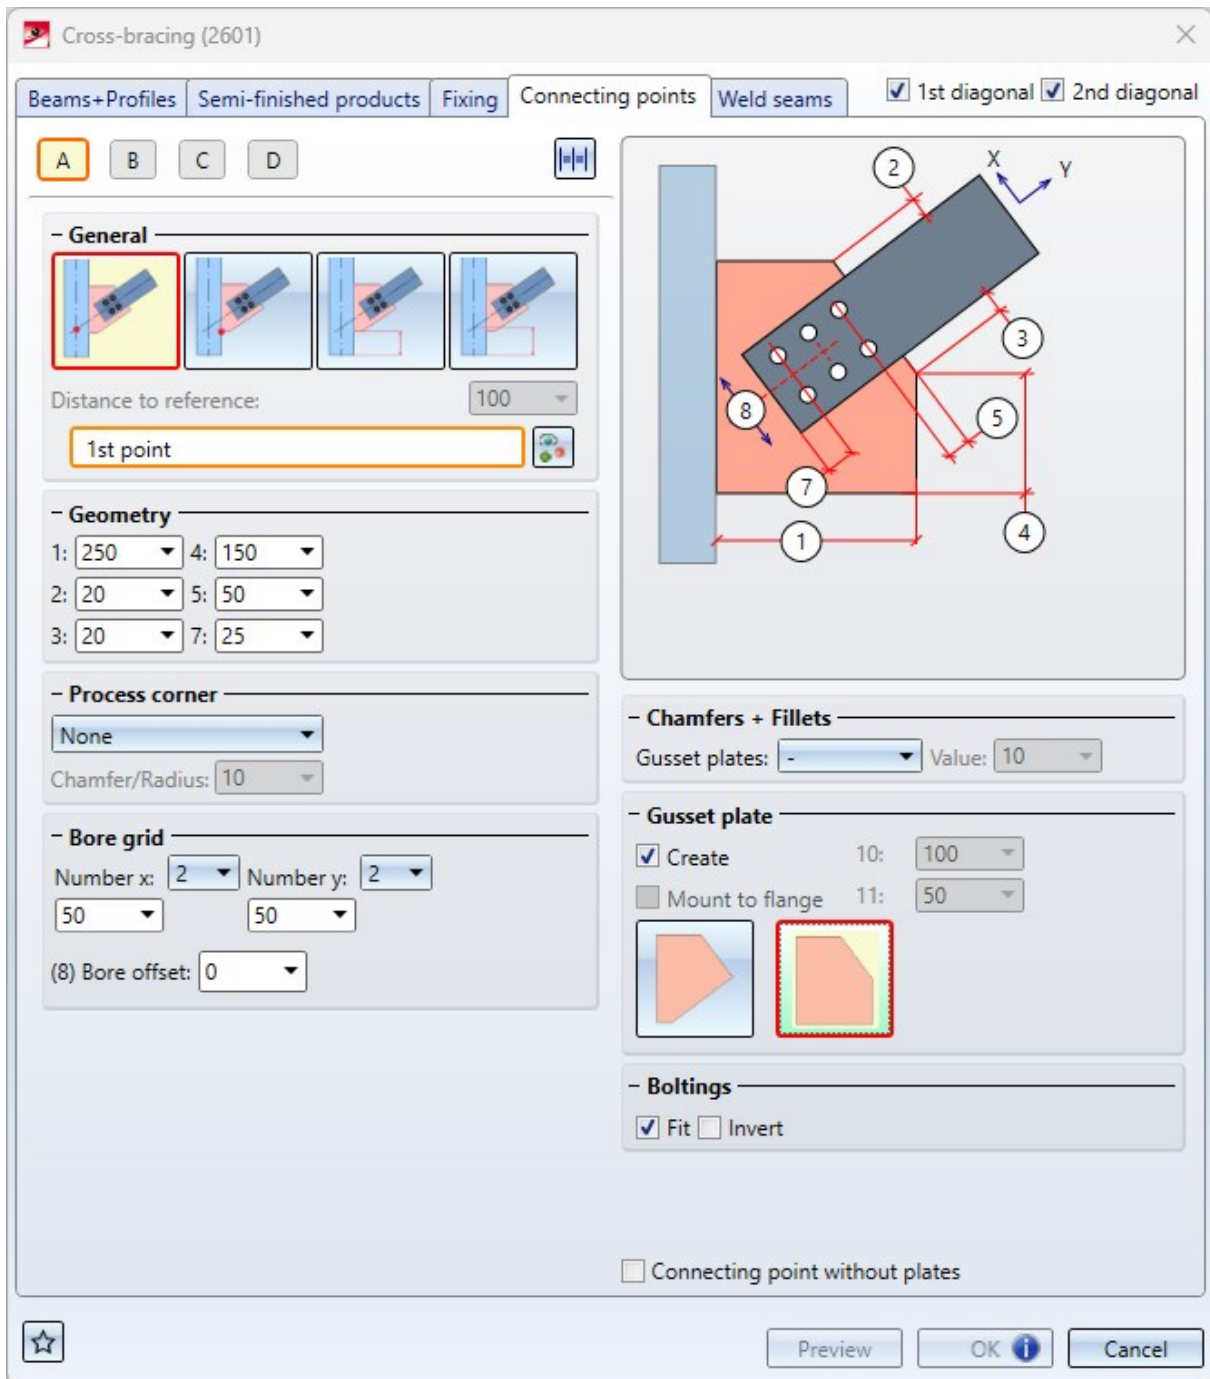 Cross-bracing (2601)
Beams+Profiles Semi-finished products Fixing Connecting points Weld seams 1st diagonal 2nd diagonal
A B C D
General
Distance to reference: 100
1st point
Geometry
1: 250 4: 150
2: 20 5: 50
3: 20 7: 25
Process corner
None
Chamfer/Radius: 10
Bore grid
Number x: 2 Number y: 2
50 50
(8) Bore offset: 0
2 X Y
3
8 5
7
1 4
Chamfers + Fillets
Gusset plates: - Value: 10
Gusset plate
Create 10: 100
Mount to flange 11: 50
Boltings
Fit Invert
Connecting point without plates
Preview OK i Cancel